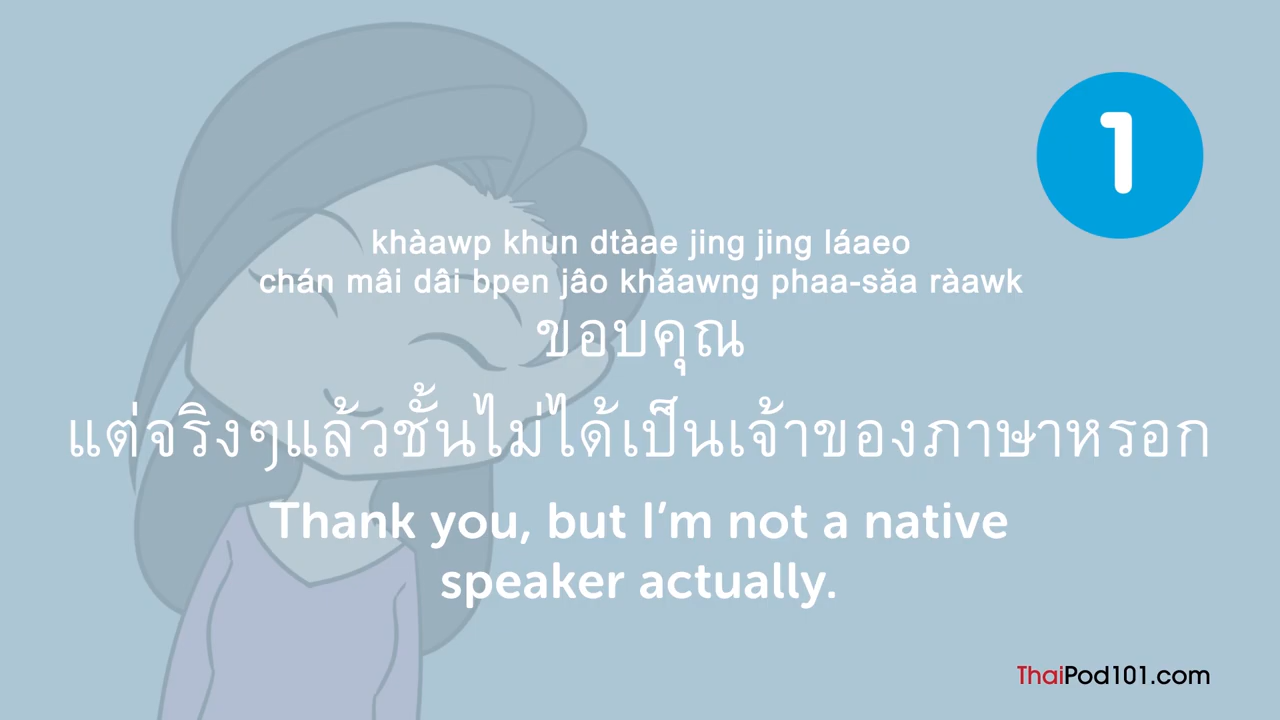 1
khàawp khun dtàae jing jing láaeo
chán mâi dâi bpen jâo khǎawng phaa-sǎa ràawk
ขอบคุณ
แต่จริงๆแล้วชั้นไม่ได้เป็นเจ้าของภาษาหรอก
Thank you, but I’m not a native
speaker actually.
ThaiPod101.com